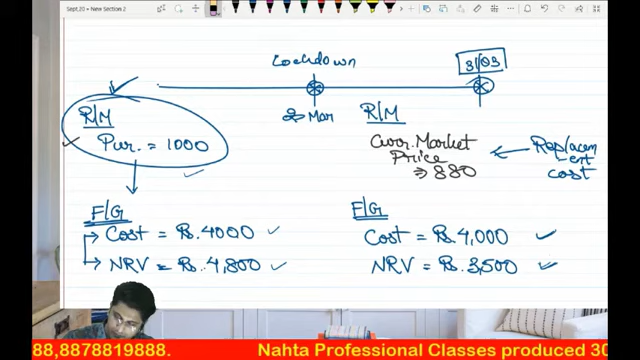 Sept.20 • New Section 2
Lockdown
31/03
R/M
Pur. = 1000
Mar
R/M
Curr. Market
Price
⇒ 880
Replacem
-ent
cost
F/G
Cost = Rs. 4000
NRV = Rs. 4,800
F/G
Cost = Rs. 4,000
NRV = Rs. 3,500
88,8878819888.
Nahta Professional Classes produced 30